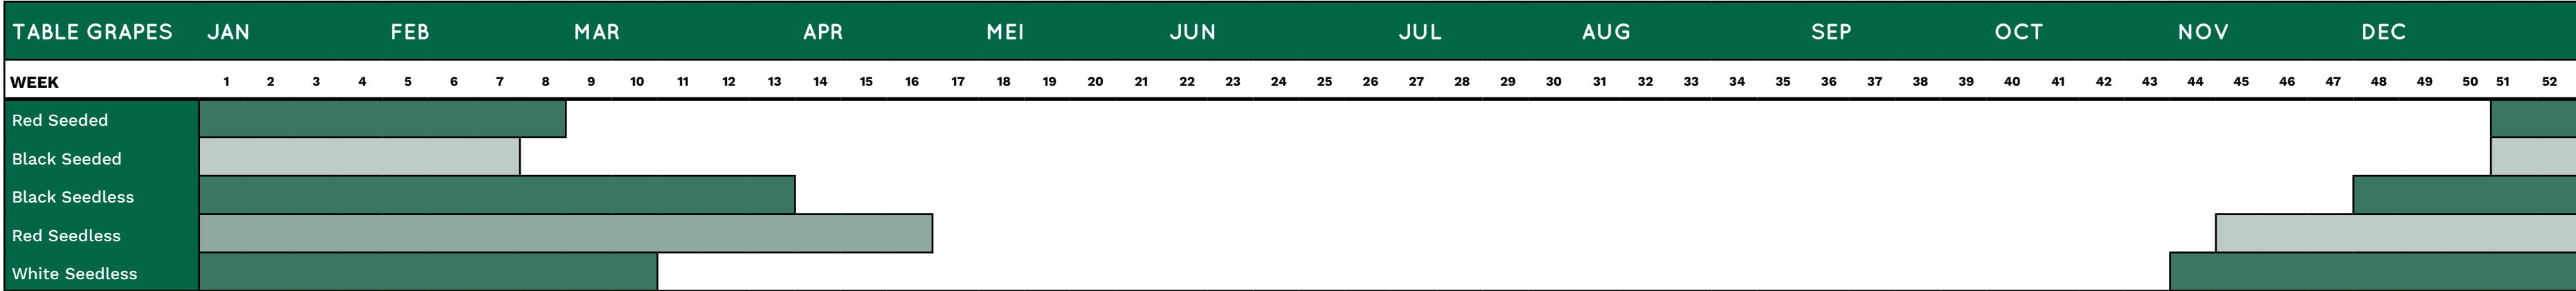 TABLE GRAPES JAN FEB MAR APR MEI JUN JUL AUG SEP OCT NOV DEC
WEEK 1 2 3 4 5 6 7 8 9 10 11 12 13 14 15 16 17 18 19 20 21 22 23 24 25 26 27 28 29 30 31 32 33 34 35 36 37 38 39 40 41 42 43 44 45 46 47 48 49 50 51 52
Red Seeded
Black Seeded
Black Seedless
Red Seedless
White Seedless